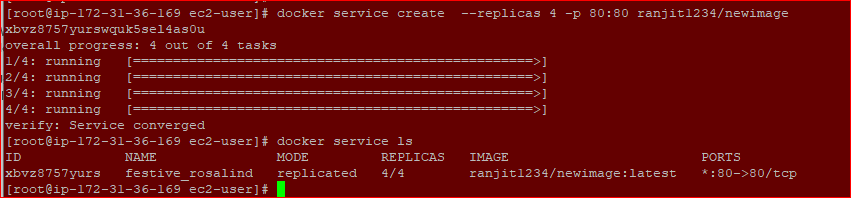 [root@ip-172-31-36-169 ec2-user]# docker service create  --replicas 4 -p 80:80 ranjit1234/newimage
xbvz8757yurswquk5sel4as0u
overall progress: 4 out of 4 tasks
1/4: running   [==================================================>]
2/4: running   [==================================================>]
3/4: running   [==================================================>]
4/4: running   [==================================================>]
verify: Service converged
[root@ip-172-31-36-169 ec2-user]# docker service ls
ID             NAME                MODE         REPLICAS   IMAGE                         PORTS
xbvz8757yurs   festive_rosalind    replicated   4/4        ranjit1234/newimage:latest    *:80->80/tcp
[root@ip-172-31-36-169 ec2-user]#